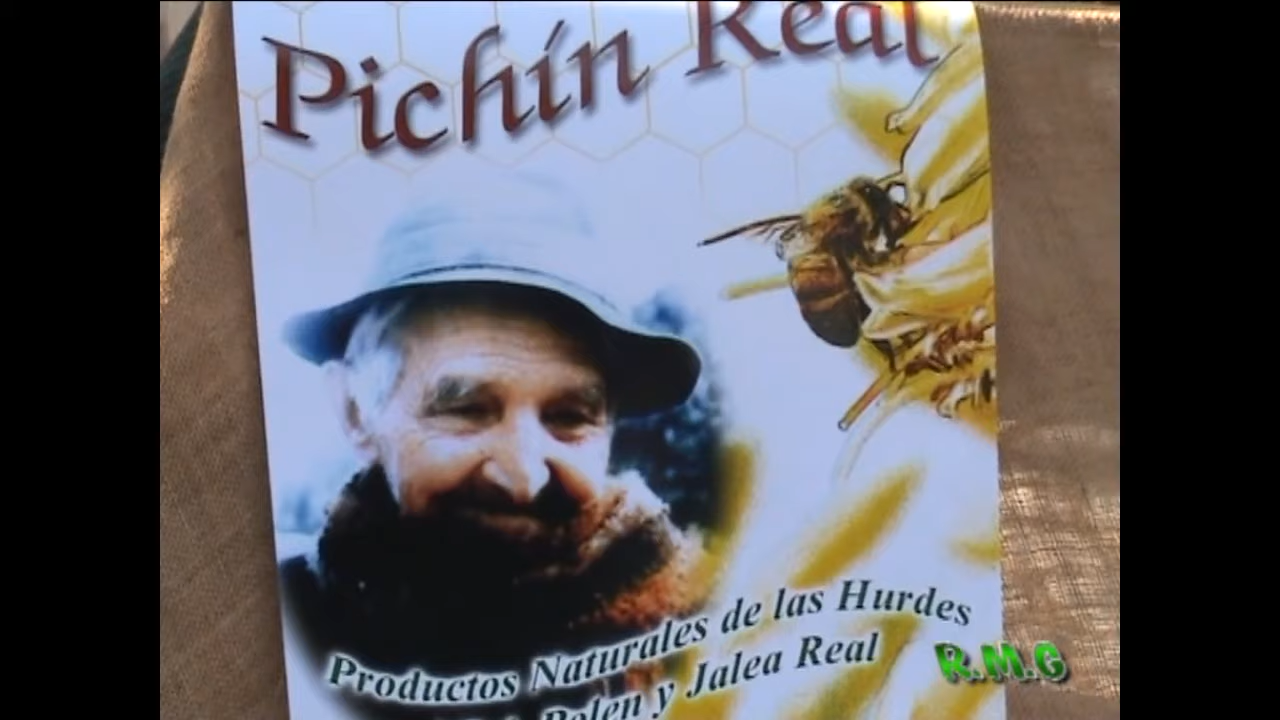 Pichín Real
Productos Naturales de las Hurdes
Polen y Jalea Real
R.M.G